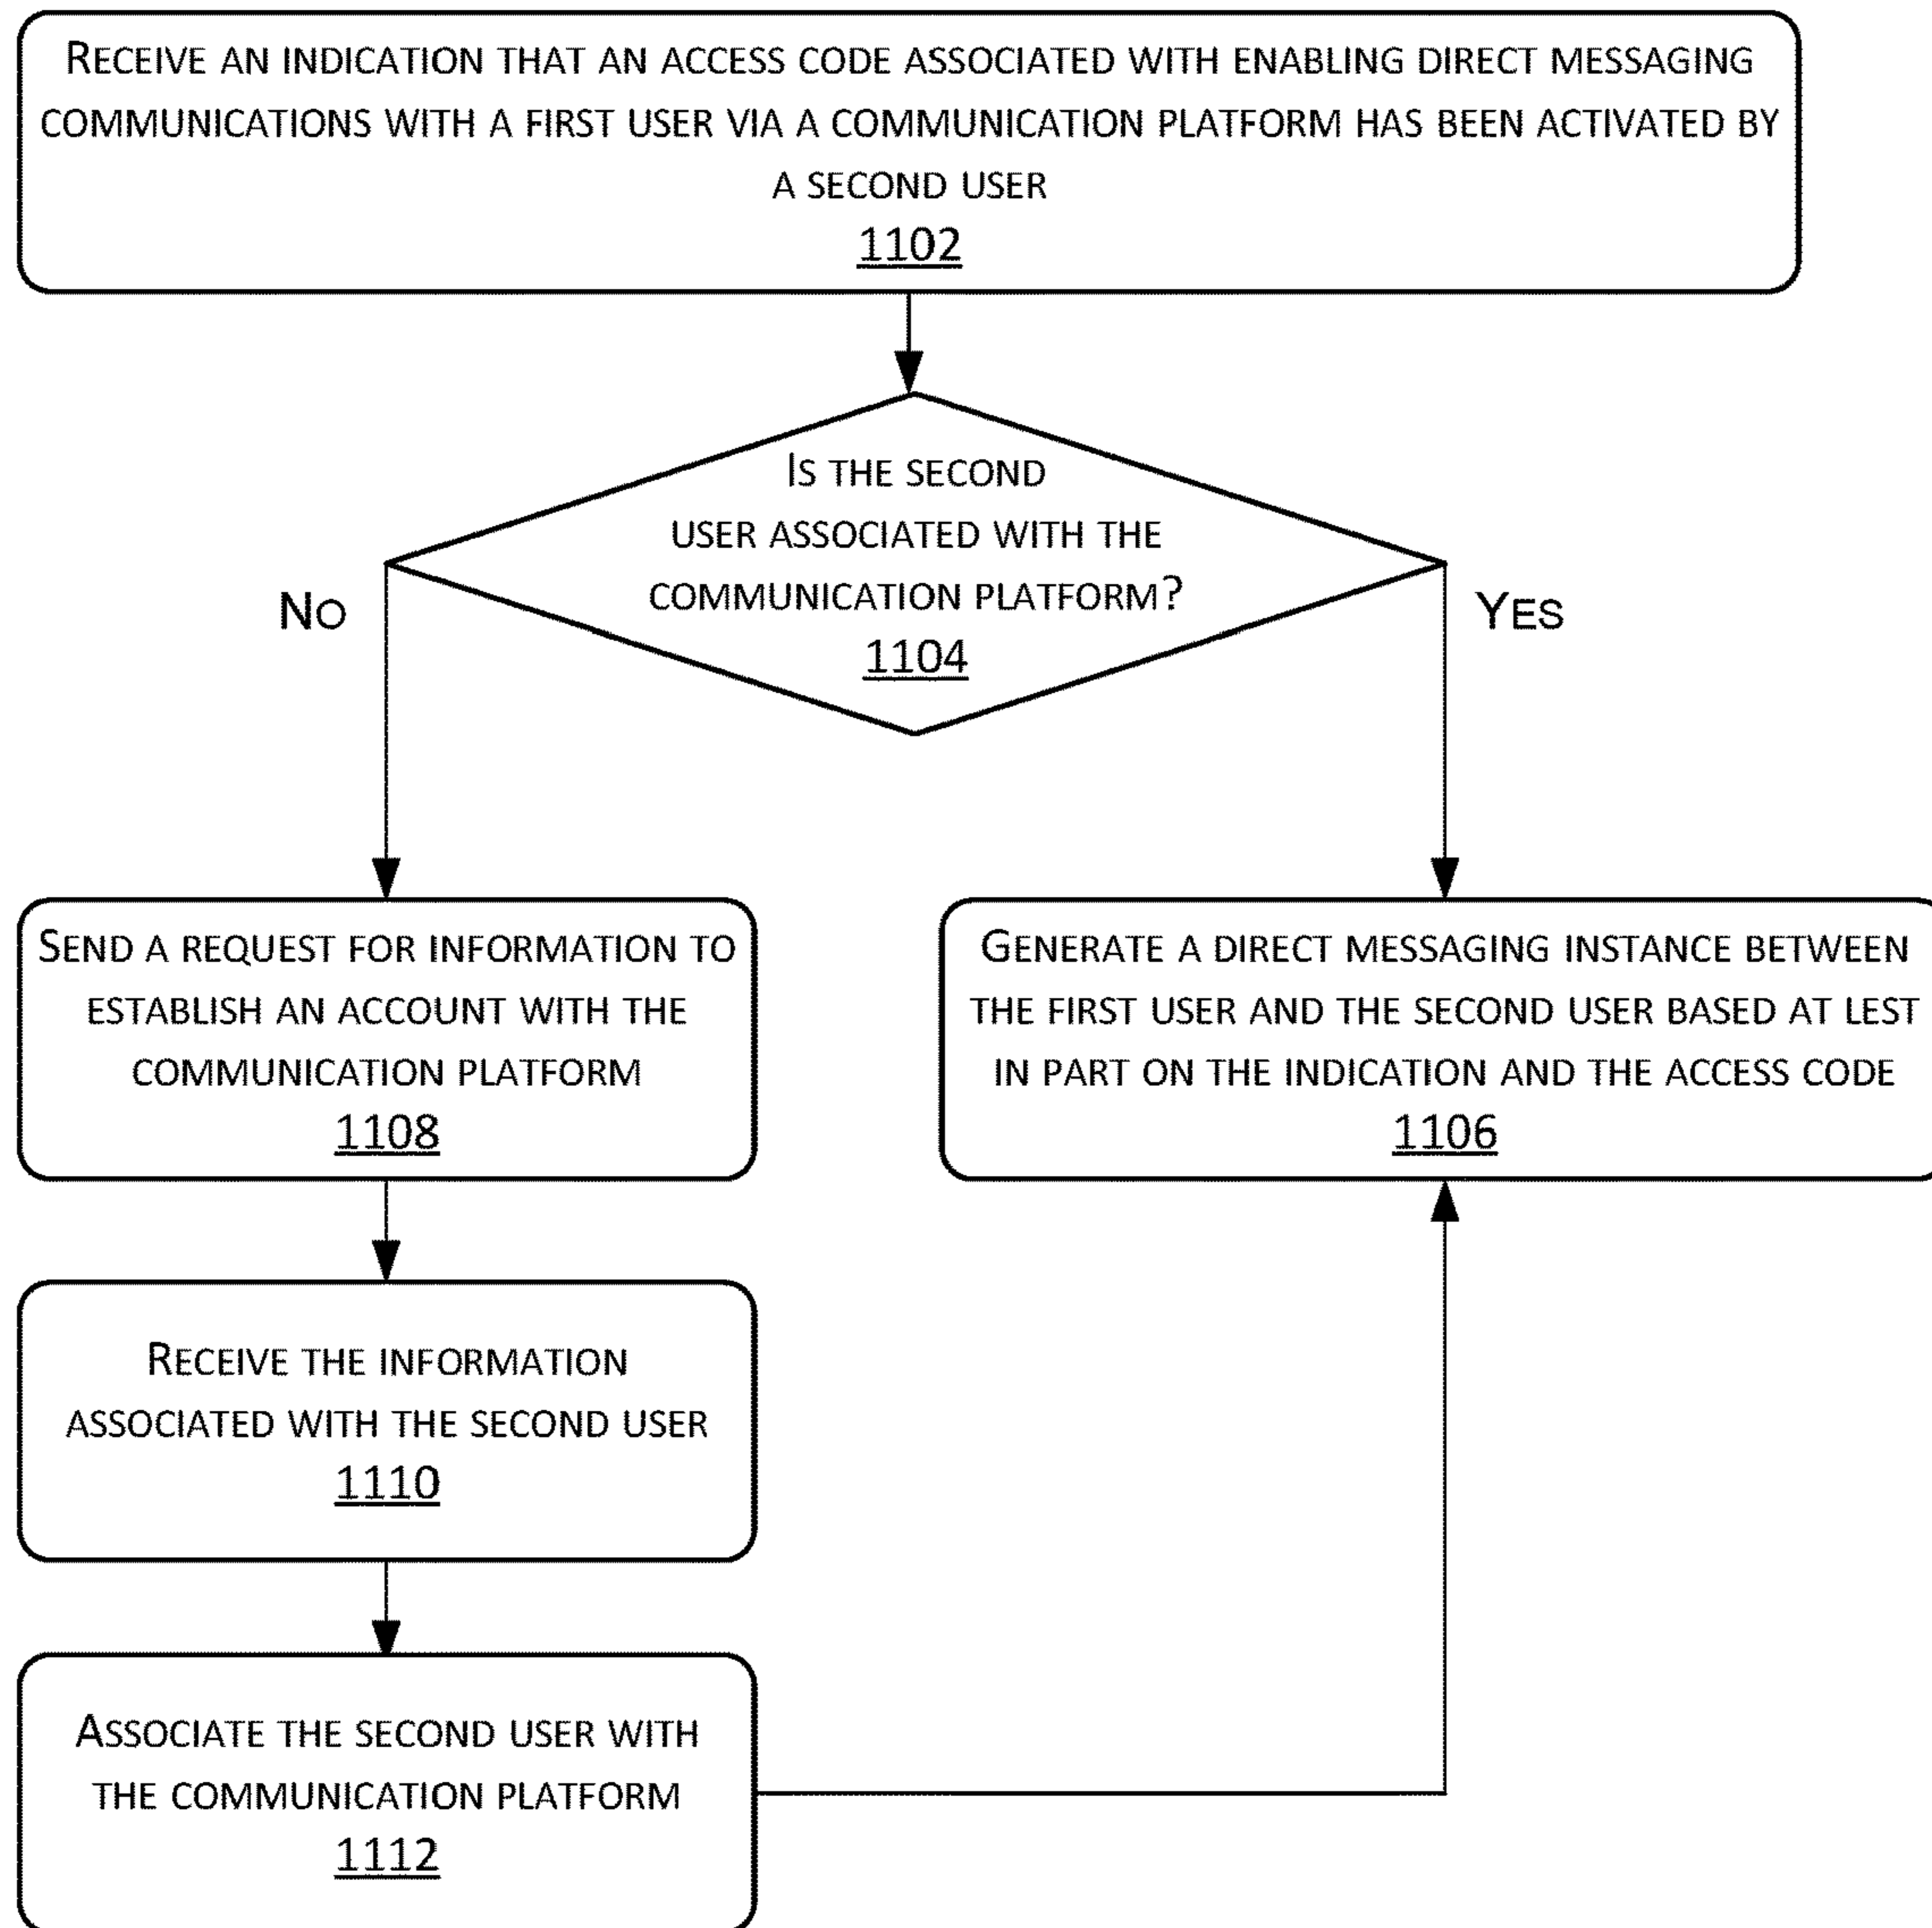 RECEIVE AN INDICATION THAT AN ACCESS CODE ASSOCIATED WITH ENABLING DIRECT MESSAGING
COMMUNICATIONS WITH A FIRST USER VIA A COMMUNICATION PLATFORM HAS BEEN ACTIVATED BY
A SECOND USER
1102
IS THE SECOND
USER ASSOCIATED WITH THE
COMMUNICATION PLATFORM?
1104
NO
YES
SEND A REQUEST FOR INFORMATION TO
ESTABLISH AN ACCOUNT WITH THE
COMMUNICATION PLATFORM
1108
GENERATE A DIRECT MESSAGING INSTANCE BETWEEN
THE FIRST USER AND THE SECOND USER BASED AT LEST
IN PART ON THE INDICATION AND THE ACCESS CODE
1106
RECEIVE THE INFORMATION
ASSOCIATED WITH THE SECOND USER
1110
ASSOCIATE THE SECOND USER WITH
THE COMMUNICATION PLATFORM
1112